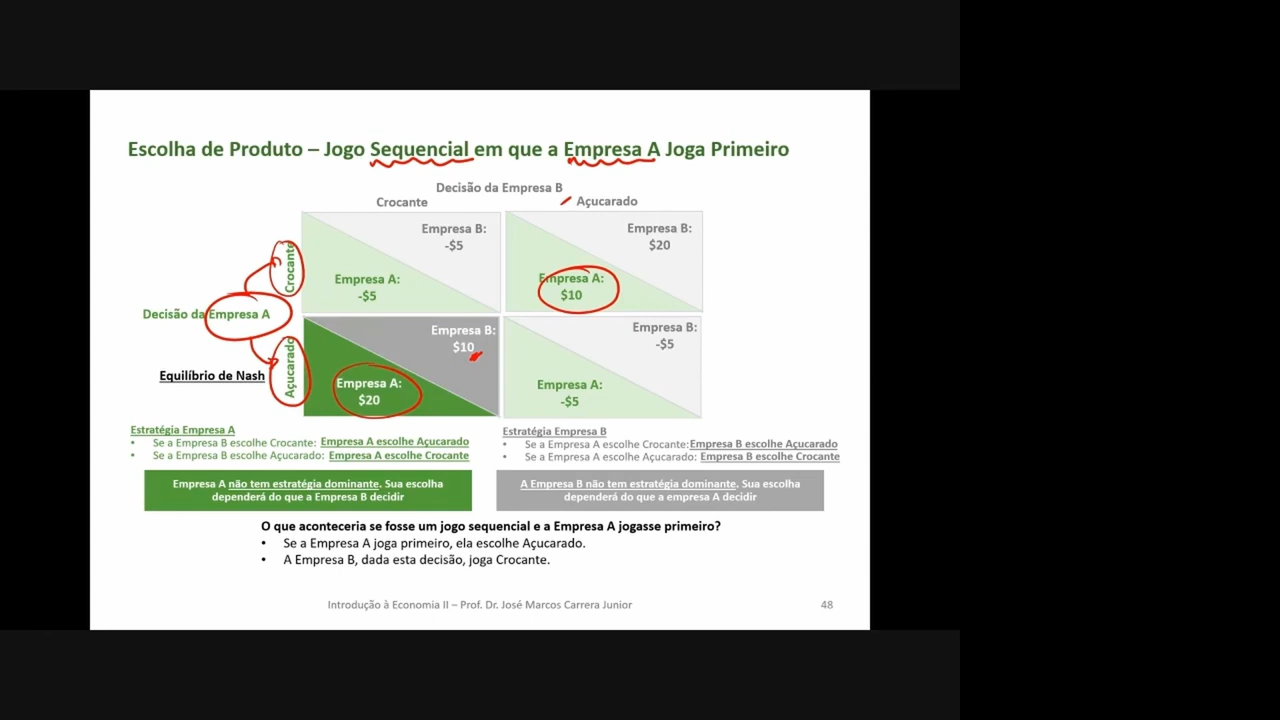 Escolha de Produto – Jogo Sequencial em que a Empresa A Joga Primeiro
Decisão da Empresa B
Crocante
Açucarado
Crocante
Empresa B:
-$5
Empresa A:
-$5
Empresa B:
$20
Empresa A:
$10
Decisão da Empresa A
Açucarado
Empresa B:
$10
Empresa A:
$20
Empresa B:
-$5
Empresa A:
-$5
Equilíbrio de Nash
Estratégia Empresa A
• Se a Empresa B escolhe Crocante: Empresa A escolhe Açucarado
• Se a Empresa B escolhe Açucarado: Empresa A escolhe Crocante
Empresa A não tem estratégia dominante. Sua escolha
dependerá do que a Empresa B decidir
Estratégia Empresa B
• Se a Empresa A escolhe Crocante:Empresa B escolhe Açucarado
• Se a Empresa A escolhe Açucarado: Empresa B escolhe Crocante
A Empresa B não tem estratégia dominante. Sua escolha
dependerá do que a empresa A decidir
O que aconteceria se fosse um jogo sequencial e a Empresa A jogasse primeiro?
• Se a Empresa A joga primeiro, ela escolhe Açucarado.
• A Empresa B, dada esta decisão, joga Crocante.
Introdução à Economia II – Prof. Dr. José Marcos Carrera Junior
48